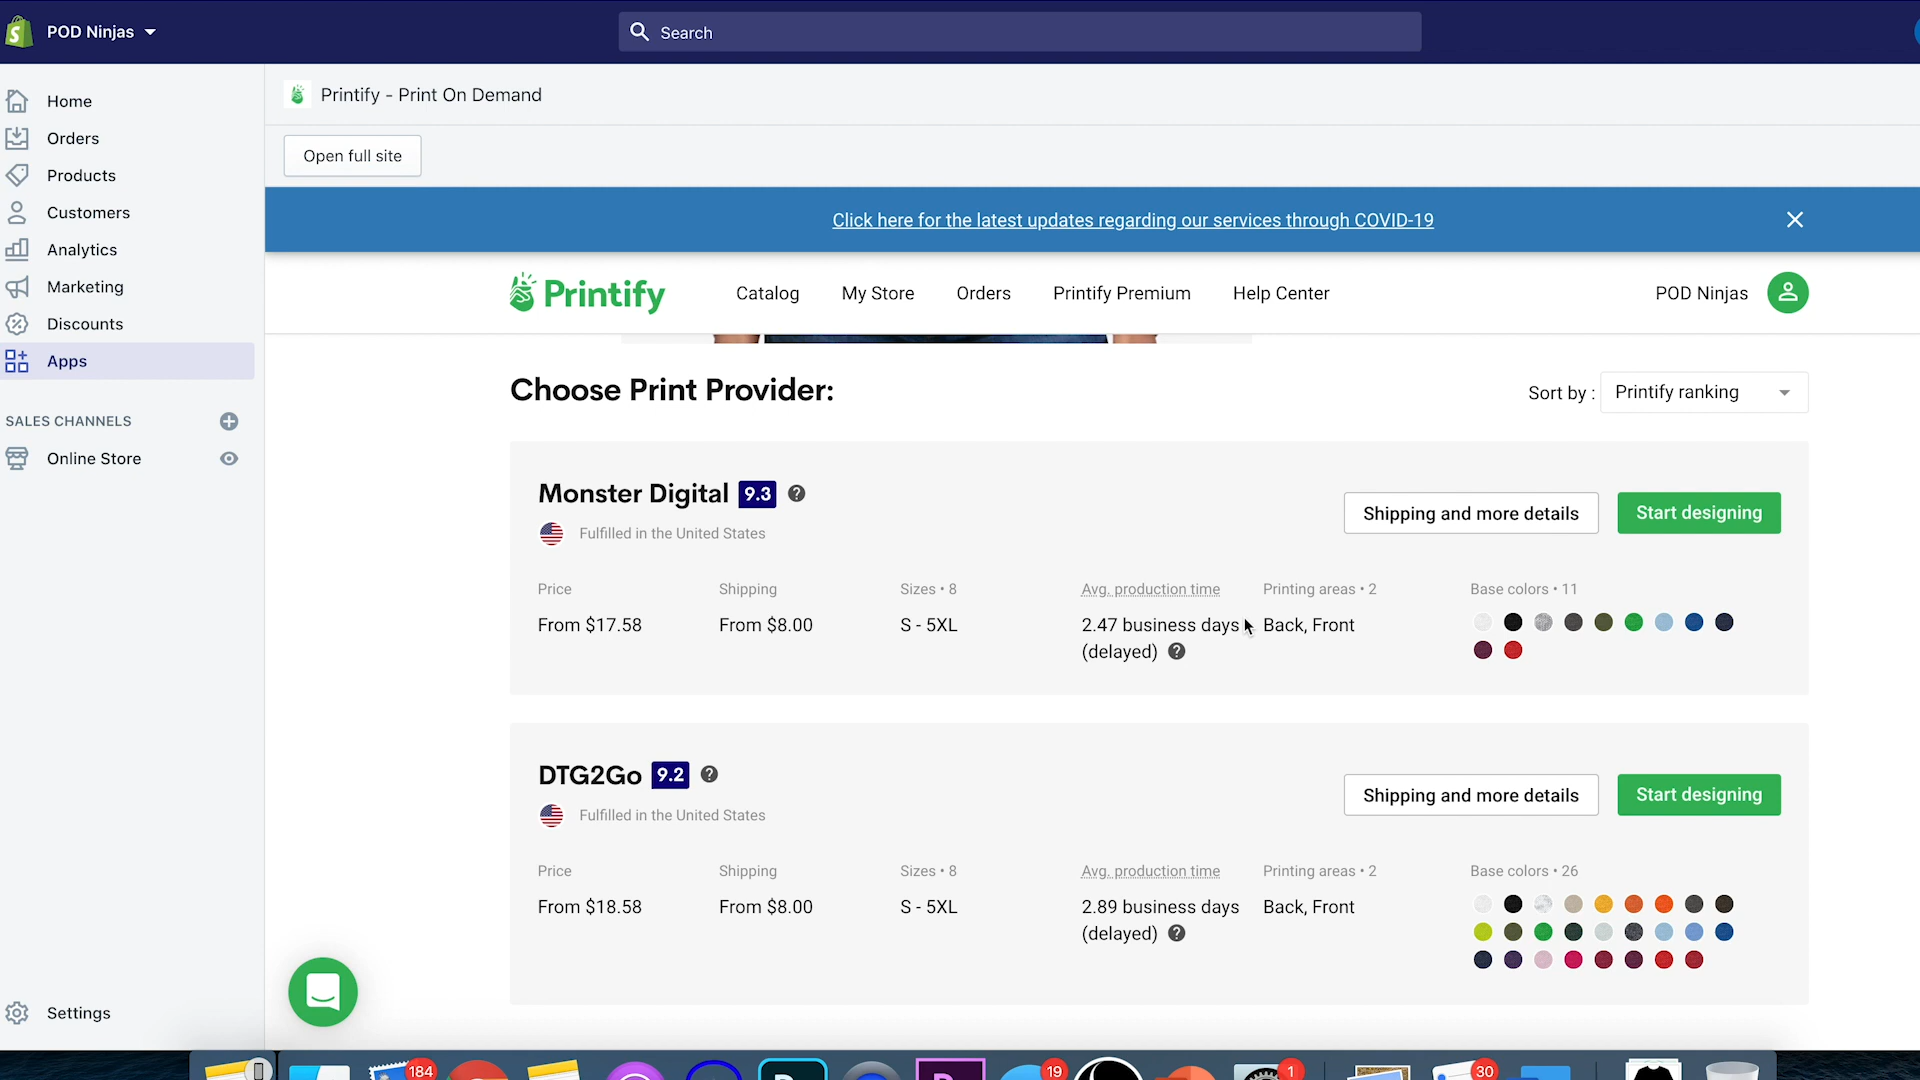 POD Ninjas
Search
Home
Orders
Products
Customers
Analytics
Marketing
Discounts
Apps
SALES CHANNELS
Online Store
Settings
Printify - Print On Demand
Open full site
Click here for the latest updates regarding our services through COVID-19
Printify
Catalog
My Store
Orders
Printify Premium
Help Center
POD Ninjas
Choose Print Provider:
Sort by :
Printify ranking
Monster Digital 9.3 ?
Fulfilled in the United States
Shipping and more details
Start designing
Price
From $17.58
Shipping
From $8.00
Sizes • 8
S - 5XL
Avg. production time
2.47 business days
(delayed) ?
Printing areas • 2
Back, Front
Base colors • 11
DTG2Go 9.2 ?
Fulfilled in the United States
Shipping and more details
Start designing
Price
From $18.58
Shipping
From $8.00
Sizes • 8
S - 5XL
Avg. production time
2.89 business days
(delayed) ?
Printing areas • 2
Back, Front
Base colors • 26
184
19
1
30